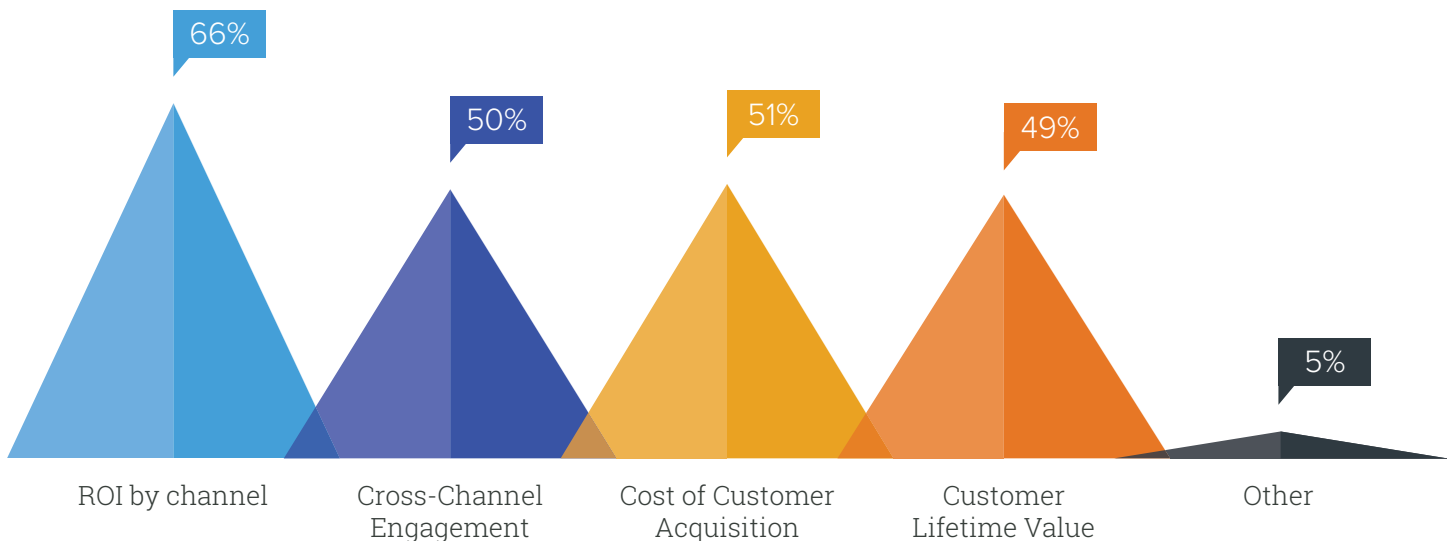 66%
50%
51%
49%
5%
ROI by channel
Cross-Channel
Engagement
Cost of Customer
Acquisition
Customer
Lifetime Value
Other